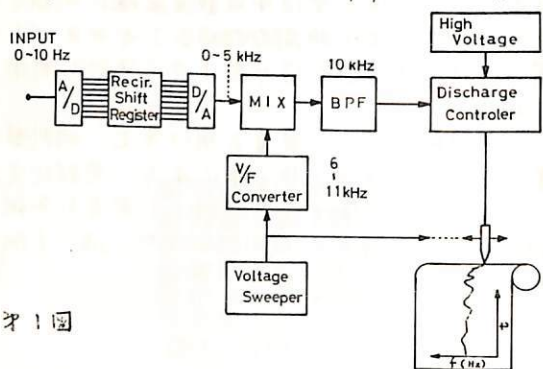 INPUT
0~10 Hz
A/D
Recir.
Shift
Register
D/A
0~5 kHz
MIX
10 kHz
BPF
High
Voltage
Discharge
Controler
V/F
Converter
6
~
11kHz
Voltage
Sweeper
t
f (Hz)
第1図